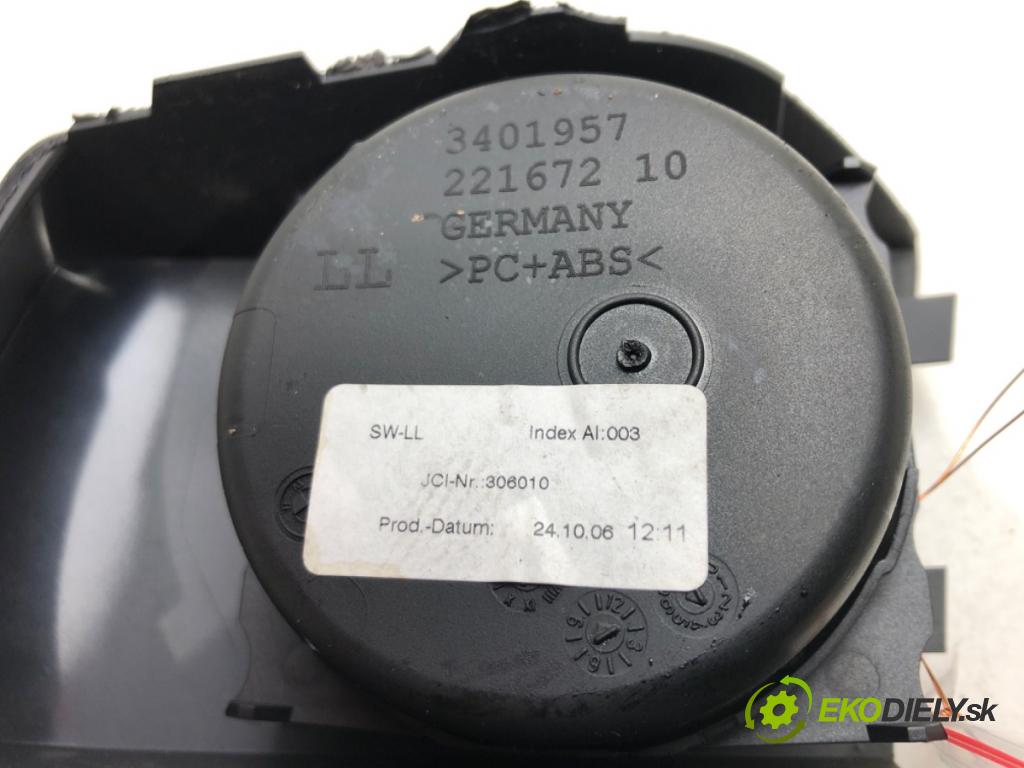 3401957
221672 10
GERMANY
LL >PC+ABS<
SW-LL Index AI:003
JCI-Nr.:306010
Prod.-Datum: 24.10.06 12:11
EKODIELY.sk